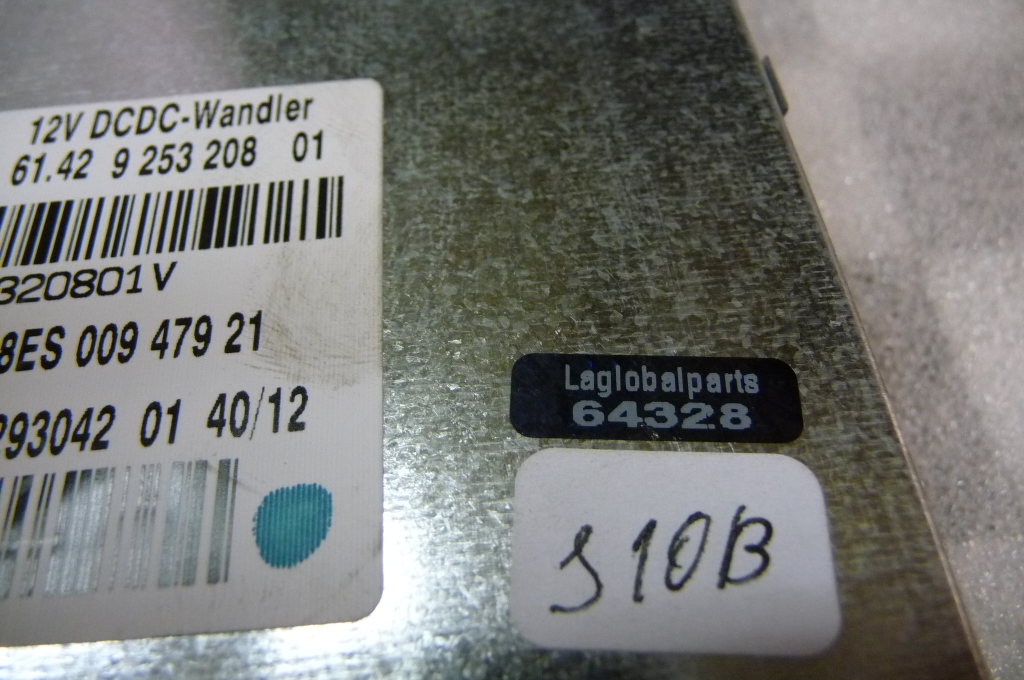 12V DCDC-Wandler
61.42 9 253 208 01
320801V
8ES 009 479 21
293042 01 40/12
Laglobalparts
64328
S 10B